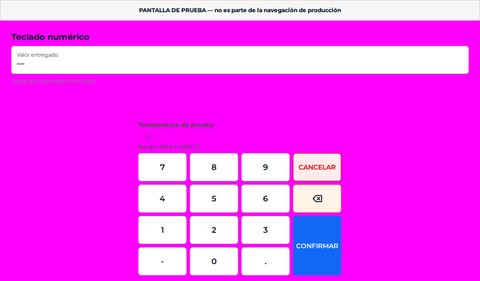 PANTALLA DE PRUEBA — no es parte de la navegación de producción
Teclado numérico
Valor entregado:
—
Temperatura de prueba
°C
7
8
9
CANCELAR
4
5
6
1
2
3
CONFIRMAR
-
0
.